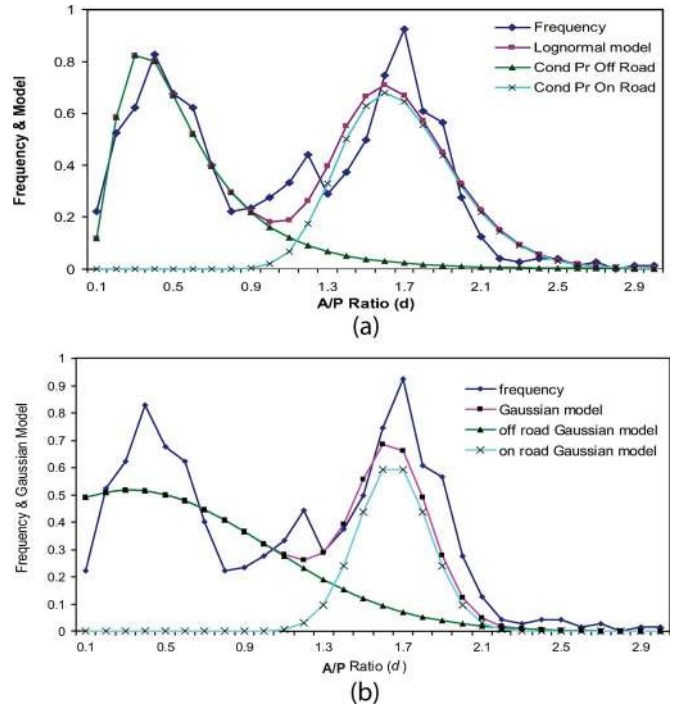 1
0.8
0.6
0.4
0.2
0
Frequency & Model
Frequency
Lognormal model
Cond Pr Off Road
Cond Pr On Road
0.1 0.5 0.9 1.3 1.7 2.1 2.5 2.9
A/P Ratio (d)
(a)
1
0.9
0.8
0.7
0.6
0.5
0.4
0.3
0.2
0.1
0
Frequency & Gaussian Model
frequency
Gaussian model
off road Gaussian model
on road Gaussian model
0.1 0.5 0.9 1.3 1.7 2.1 2.5 2.9
A/P Ratio (d)
(b)